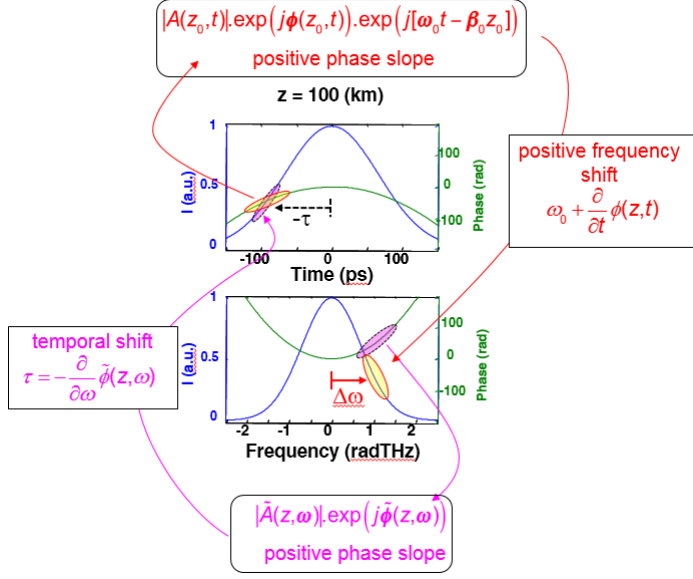 |A(z₀,t)|.exp(jϕ(z₀,t)).exp(j[ω₀t − β₀z₀])
positive phase slope
z = 100 (km)
1
0.5
0
I (a.u.)
100
0
-100
Phase (rad)
-τ
-100 0 100
Time (ps)
positive frequency
shift
ω₀ + ∂/∂t ϕ(z,t)
temporal shift
τ = − ∂/∂ω ϕ̃(z,ω)
1
0.5
0
I (a.u.)
100
0
-100
Phase (rad)
Δω
-2 -1 0 1 2
Frequency (radTHz)
|Ã(z,ω)|.exp(jϕ̃(z,ω))
positive phase slope